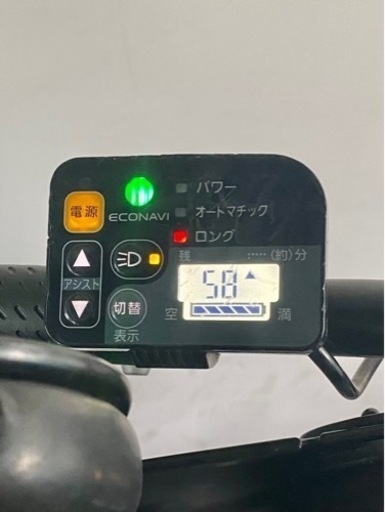 電源
ECONAVI
パワー
オートマチック
ロング
▲
アシスト
▼
切替
表示
残 -----(約)分
58 ▲
空 満